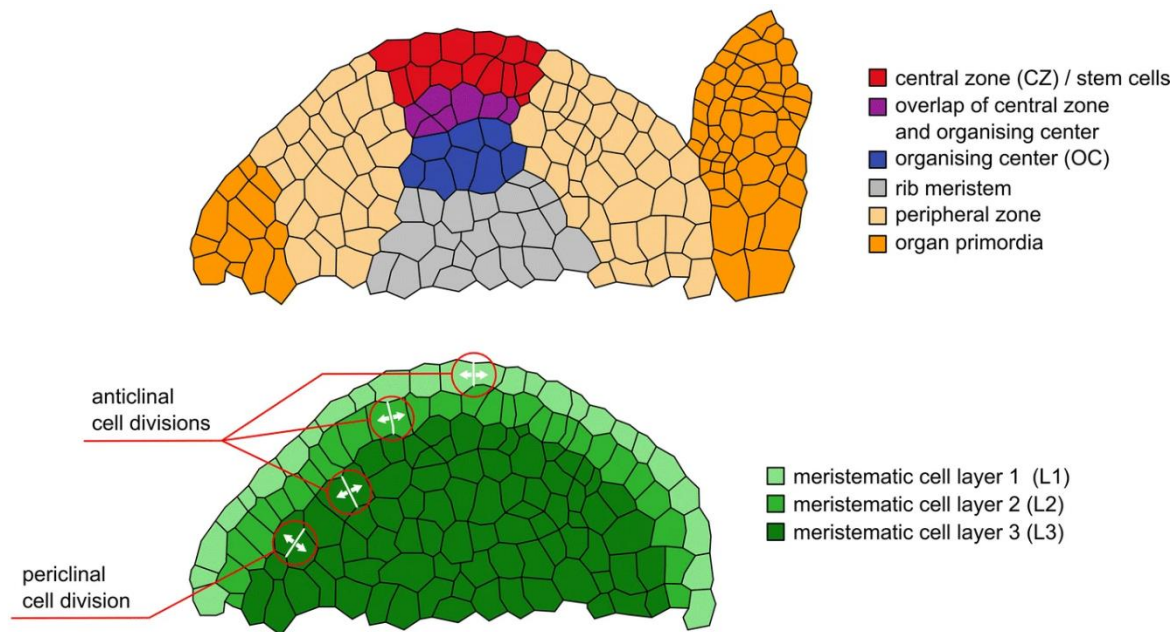 central zone (CZ) / stem cells
overlap of central zone
and organising center
organising center (OC)
rib meristem
peripheral zone
organ primordia
anticlinal
cell divisions
meristematic cell layer 1 (L1)
meristematic cell layer 2 (L2)
meristematic cell layer 3 (L3)
periclinal
cell division